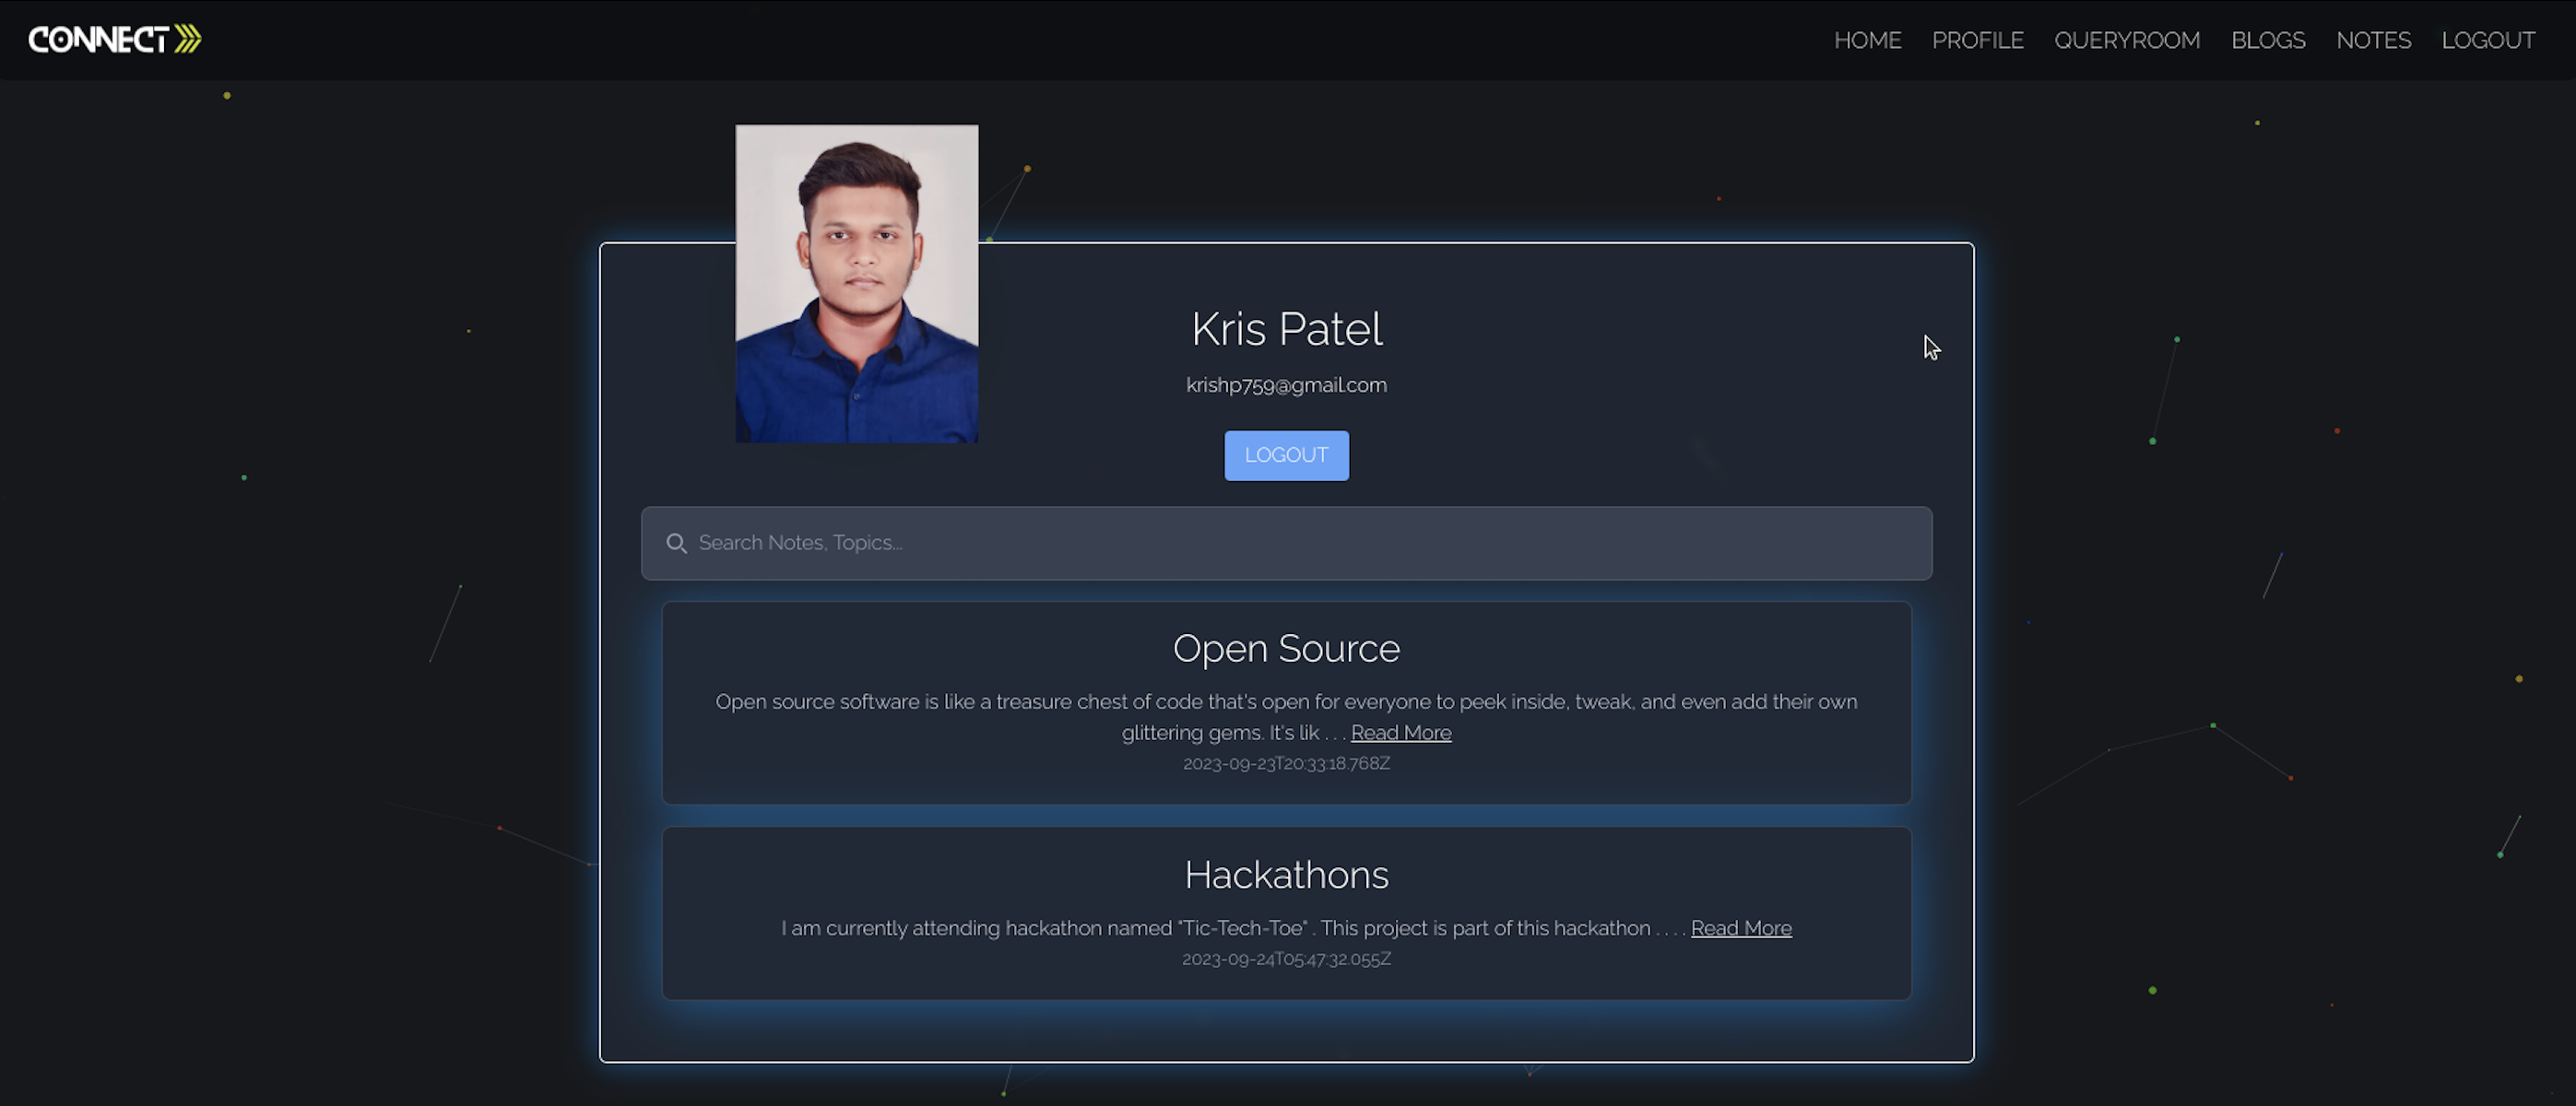 CONNECT
HOME PROFILE QUERYROOM BLOGS NOTES LOGOUT
Kris Patel
krishp759@gmail.com
LOGOUT
Search Notes, Topics...
Open Source
Open source software is like a treasure chest of code that's open for everyone to peek inside, tweak, and even add their own
glittering gems. It's lik . . . Read More
2023-09-23T20:33:18.768Z
Hackathons
I am currently attending hackathon named "Tic-Tech-Toe" . This project is part of this hackathon . . . . Read More
2023-09-24T05:47:32.055Z